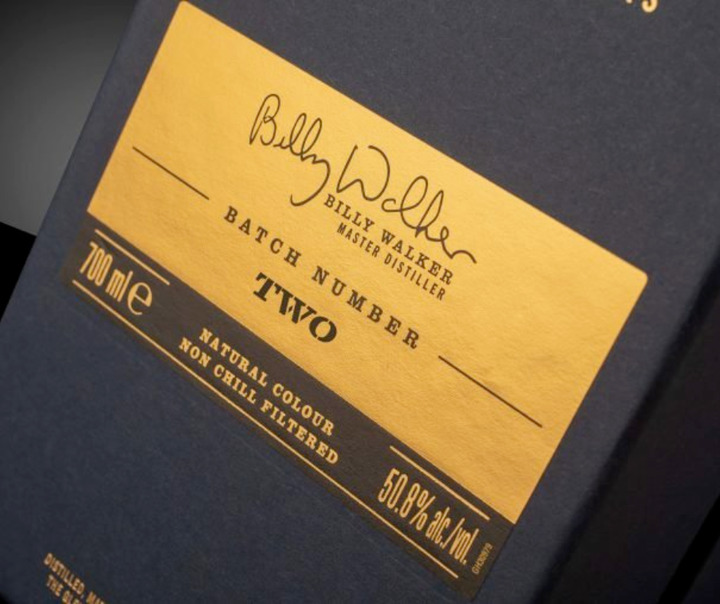 Billy Walker
BILLY WALKER
MASTER DISTILLER
BATCH NUMBER
TWO
700 ml e
NATURAL COLOUR
NON CHILL FILTERED
50.8% alc./vol.
DISTILLED,
THE